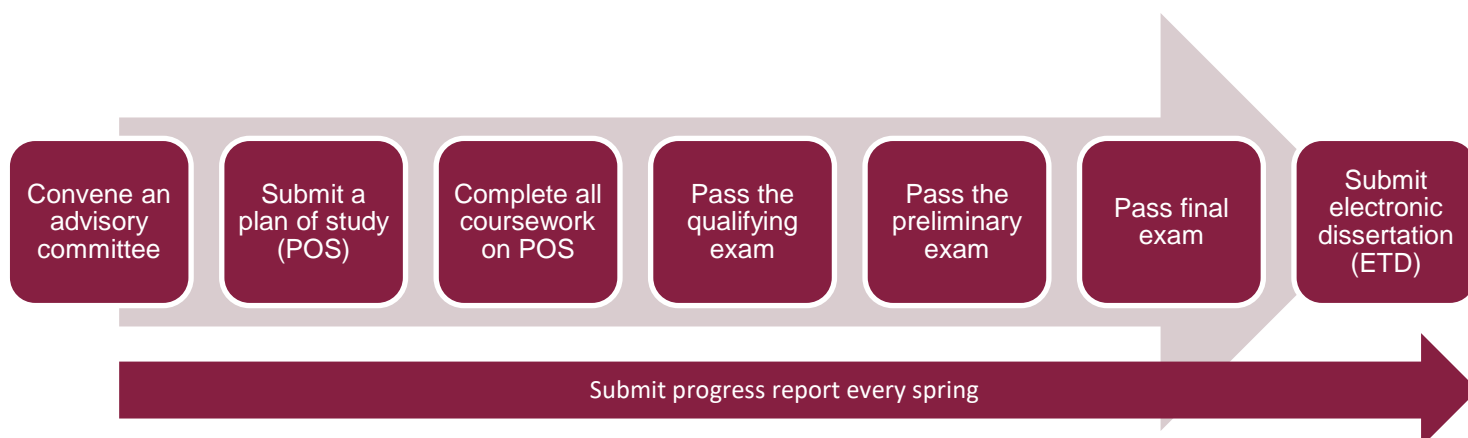 Convene an
advisory
committee
Submit a
plan of study
(POS)
Complete all
coursework
on POS
Pass the
qualifying
exam
Pass the
preliminary
exam
Pass final
exam
Submit
electronic
dissertation
(ETD)
Submit progress report every spring